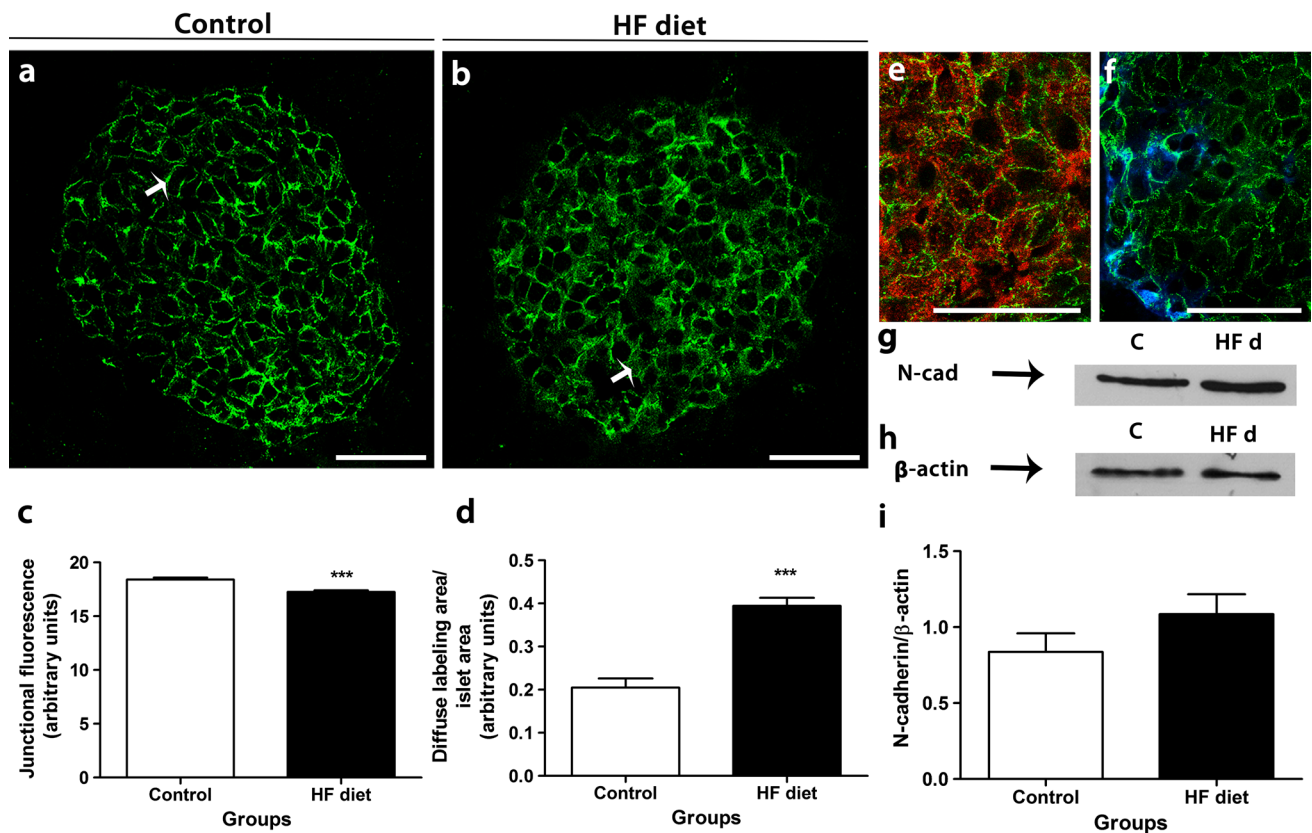 Control
HF diet
a
b
e
f
g
C
HF d
N-cad
h
C
HF d
β-actin
c
Junctional fluorescence
(arbitrary units)
20
15
10
5
0
***
Control
HF diet
Groups
d
Diffuse labeling area/
islet area
(arbitrary units)
0.5
0.4
0.3
0.2
0.1
0.0
***
Control
HF diet
Groups
i
N-cadherin/β-actin
1.5
1.0
0.5
0.0
Control
HF diet
Groups